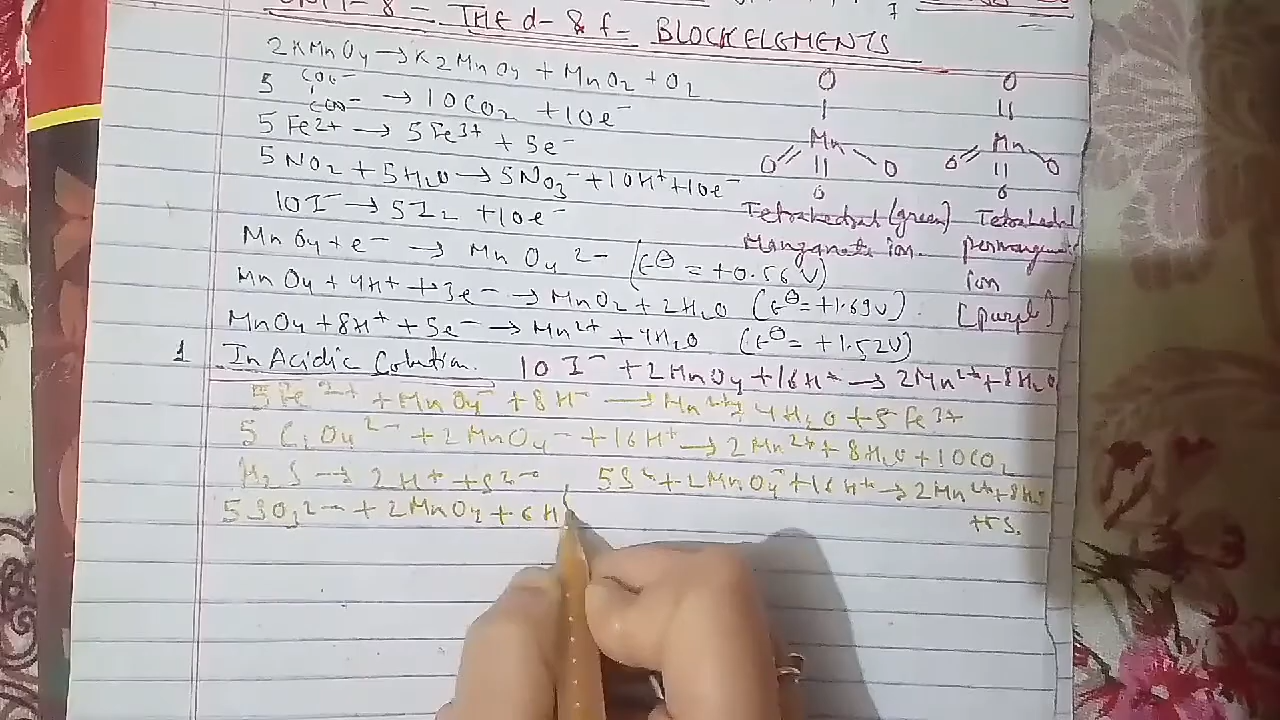 UNIT-8 - THE d- & f- BLOCK ELEMENTS
7
2KMnO4 → K2MnO4 + MnO2 + O2
5 COO⁻
COO⁻ → 10CO2 + 10e⁻
5Fe2+ → 5Fe3+ + 5e⁻
5NO2 + 5H2O → 5NO3⁻ + 10H+ + 10e⁻
10I⁻ → 5I2 + 10e⁻
MnO4 + e⁻ → MnO4 2- (E⊖ = +0.56V)
MnO4 + 4H+ + 3e⁻ → MnO2 + 2H2O (E⊖ = +1.69V)
MnO4 + 8H+ + 5e⁻ → Mn2+ + 4H2O (E⊖ = +1.52V)
O
Mn
O O
O
Tetrahedral (green)
Manganate ion.
O
Mn
O O
O
Tetrahedral
permanganate
ion
(purple)
1 In Acidic Solution. 10I⁻ + 2MnO4 + 16H+ → 2Mn2+ + 8H2O
5Fe2+ + MnO4⁻ + 8H⁻ → Mn2+ + 4H2O + 5Fe3+
5C2O4 2- + 2MnO4⁻ + 16H+ → 2Mn2+ + 8H2O + 10CO2
H2S → 2H+ + S2- 5S2 + 2MnO4⁻ + 16H+ → 2Mn2+ + 8H2O
+5S.
5SO3 2- + 2MnO4 + 6H